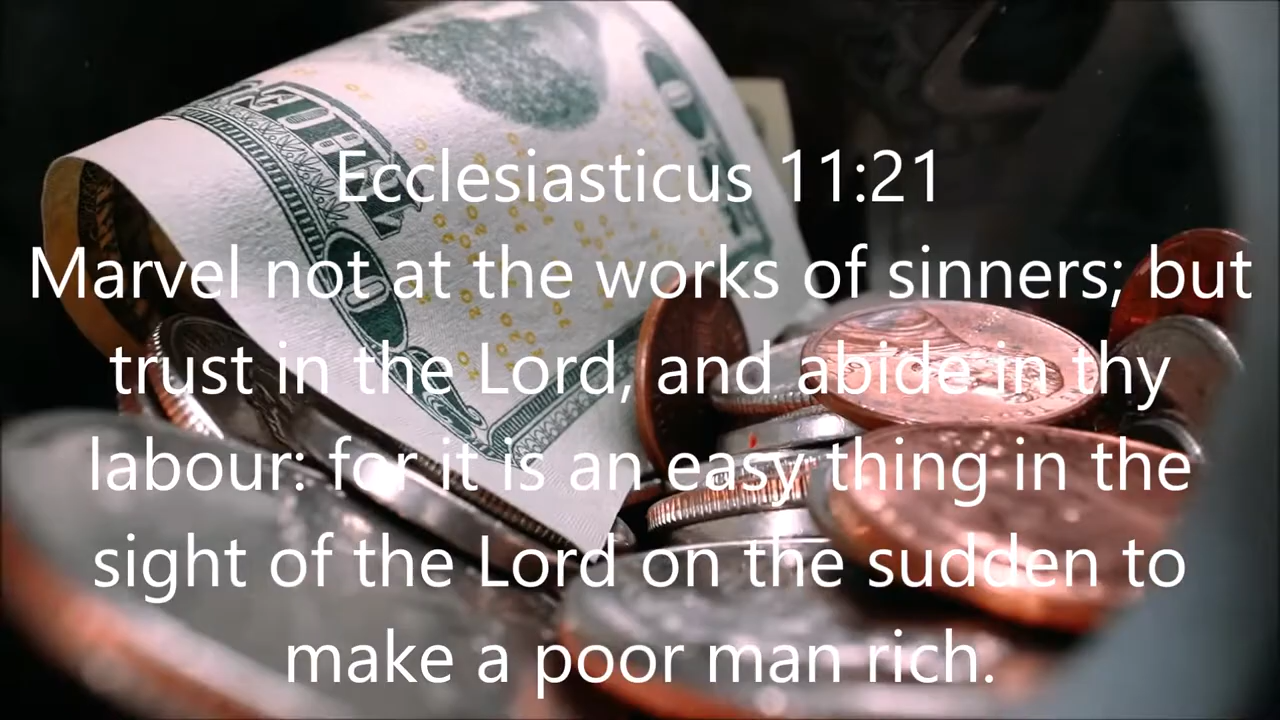 Ecclesiasticus 11:21
Marvel not at the works of sinners; but
trust in the Lord, and abide in thy
labour: for it is an easy thing in the
sight of the Lord on the sudden to
make a poor man rich.